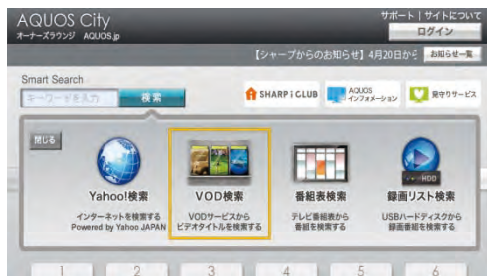 AQUOS City
オーナーズラウンジ AQUOS.jp
サポート | サイトについて
ログイン
【シャープからのお知らせ】4月20日から
お知らせ一覧
Smart Search
キーワードを入力
検索
SHARP i CLUB
AQUOS
インフォメーション
見守りサービス
閉じる
Yahoo!検索
インターネットを検索する
Powered by Yahoo JAPAN
VOD検索
VODサービスから
ビデオタイトルを検索する
番組表検索
テレビ番組表から
番組を検索する
HDD
録画リスト検索
USBハードディスクから
録画番組を検索する
1 2 3 4 5 6